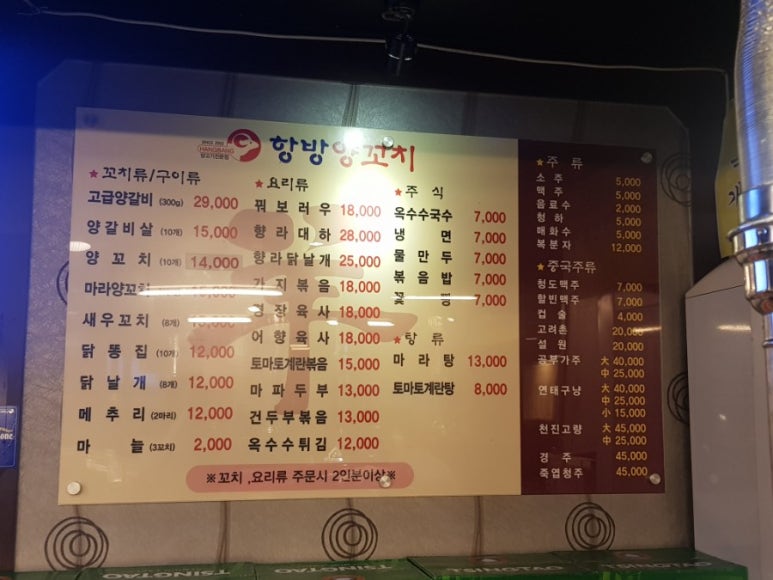 SINCE 2002
HANGBANG
양꼬기전문점
항방양꼬치
★꼬치류/구이류
고급양갈비 (300g) 29,000
양갈비살 (10개) 15,000
양 꼬 치 (10개) 14,000
마라양꼬치
새우꼬치 (8개)
닭 똥 집 (10개) 12,000
닭 날 개 (8개) 12,000
메 추 리 (2마리) 12,000
마 늘 (3꼬치) 2,000
★요리류
꿔 보 러 우 18,000
향 라 대 하 28,000
향라닭날개 25,000
가 지 볶 음 18,000
경 장 육 사 18,000
어 향 육 사 18,000
토마토계란볶음 15,000
마 파 두 부 13,000
건두부볶음 13,000
옥수수튀김 12,000
★주 식
옥수수국수 7,000
냉 면 7,000
물 만 두 7,000
볶 음 밥 7,000
꽃 빵 7,000
★탕 류
마 라 탕 13,000
토마토계란탕 8,000
※꼬치 ,요리류 주문시 2인분이상※
★주 류
소 주 5,000
맥 주 5,000
음 료 수 2,000
청 하 5,000
매 화 수 5,000
복 분 자 12,000
★중국주류
청도맥주 7,000
할빈맥주 7,000
컵 술 4,000
고려촌 20,000
설 원 20,000
공부가주 大 40,000
中 25,000
연태구냥 大 40,000
中 25,000
小 15,000
천진고량 大 45,000
中 25,000
경 주 45,000
죽엽청주 45,000
TSINGTAO
TSINGTAO